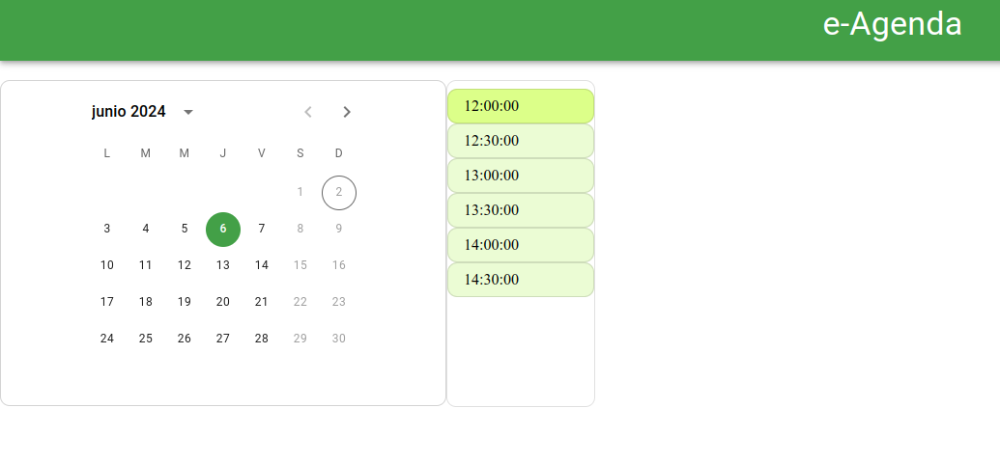 e-Agenda
junio 2024
L M M J V S D
1 2
3 4 5 6 7 8 9
10 11 12 13 14 15 16
17 18 19 20 21 22 23
24 25 26 27 28 29 30
12:00:00
12:30:00
13:00:00
13:30:00
14:00:00
14:30:00